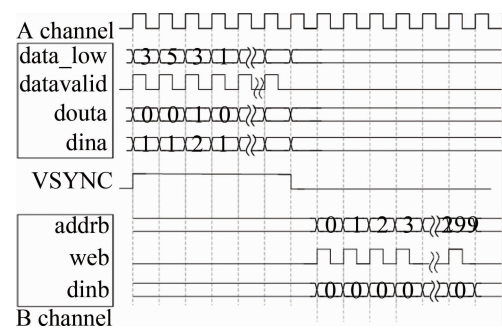 A channel
data_low 3 5 3 1
datavalid
douta 0 0 1 0
dina 1 1 2 1
VSYNC
addrb 0 1 2 3 299
web
dinb 0 0 0 0 0
B channel